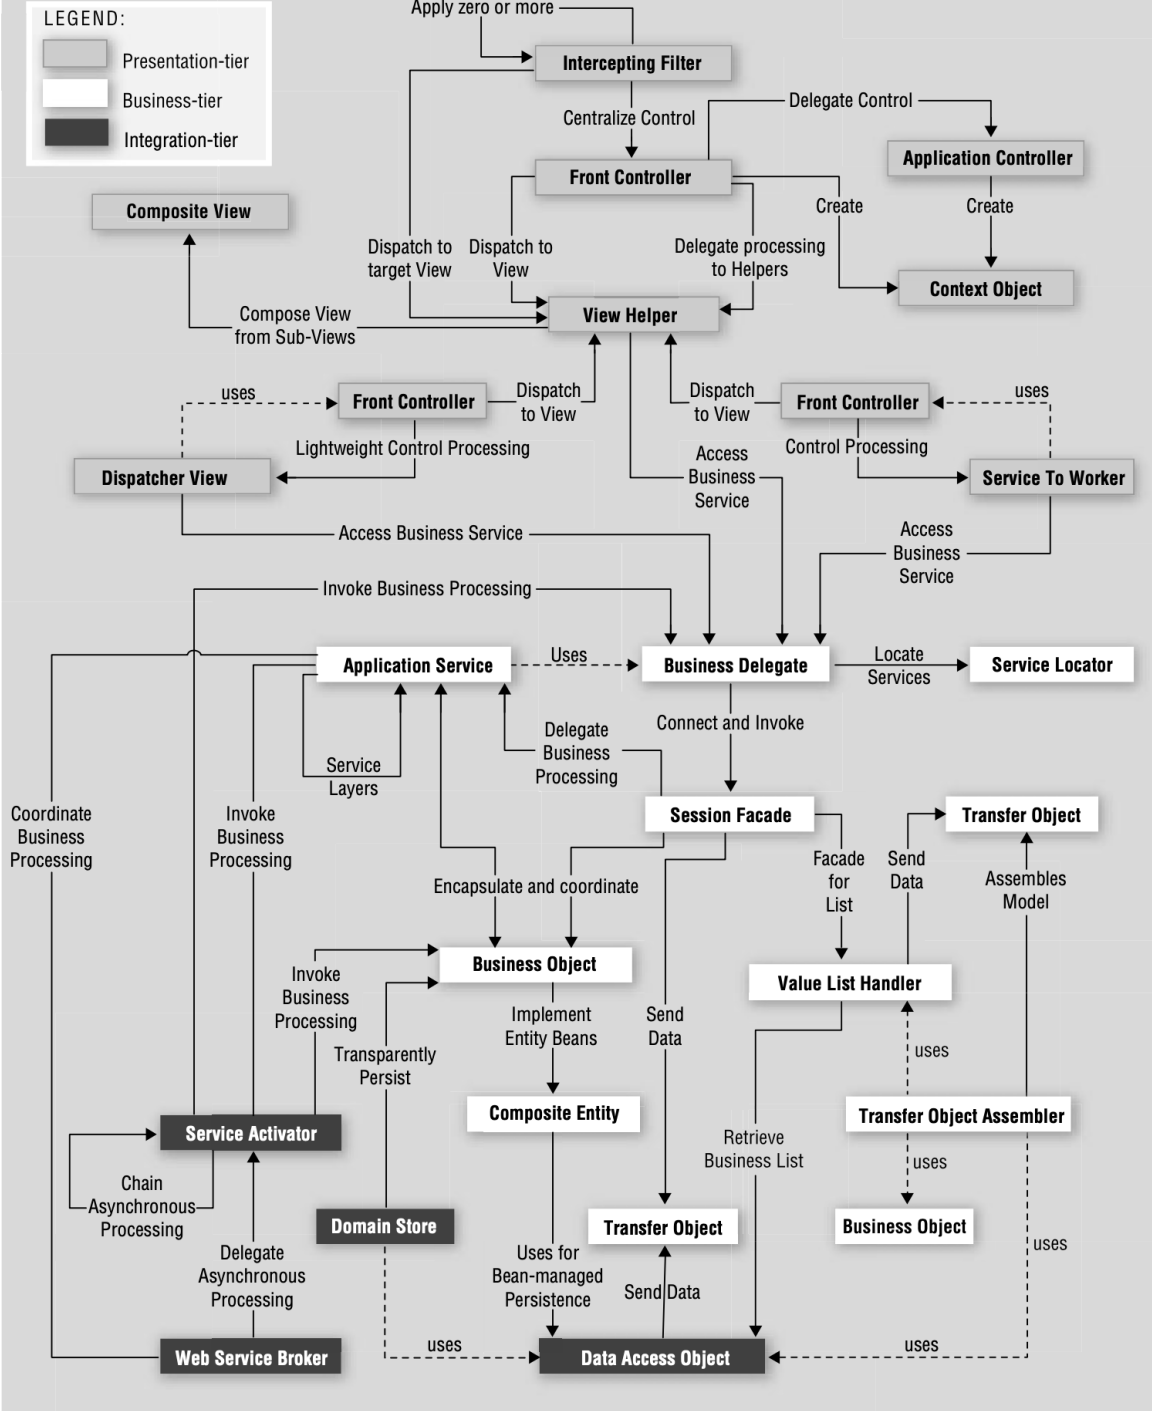 Apply zero or more
LEGEND:
Presentation-tier
Business-tier
Integration-tier
Intercepting Filter
Centralize Control
Delegate Control
Front Controller
Application Controller
Composite View
Create
Create
Dispatch to
target View
Dispatch to
View
Delegate processing
to Helpers
Context Object
View Helper
Compose View
from Sub-Views
uses
Front Controller
Dispatch
to View
Dispatch
to View
Front Controller
uses
Lightweight Control Processing
Control Processing
Dispatcher View
Access
Business
Service
Service To Worker
Access Business Service
Access
Business
Service
Invoke Business Processing
Application Service
Uses
Business Delegate
Locate
Services
Service Locator
Connect and Invoke
Delegate
Business
Processing
Service
Layers
Coordinate
Business
Processing
Invoke
Business
Processing
Session Facade
Transfer Object
Facade
for
List
Send
Data
Assembles
Model
Encapsulate and coordinate
Business Object
Value List Handler
Invoke
Business
Processing
Implement
Entity Beans
Send
Data
Transparently
Persist
uses
Composite Entity
Transfer Object Assembler
Service Activator
Retrieve
Business List
uses
Chain
Asynchronous
Processing
Domain Store
Transfer Object
Business Object
Delegate
Asynchronous
Processing
Uses for
Bean-managed
Persistence
Send Data
uses
Web Service Broker
uses
Data Access Object
uses